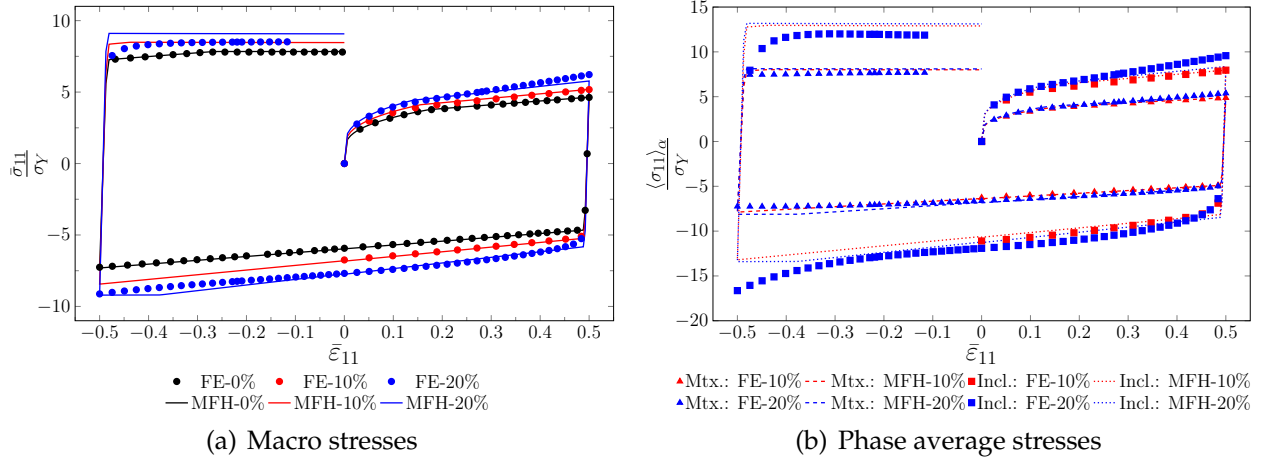 10
5
0
−5
−10
σ̄₁₁
σ_Y
−0.5 −0.4 −0.3 −0.2 −0.1 0 0.1 0.2 0.3 0.4 0.5
ε̄₁₁
FE-0% FE-10% FE-20%
MFH-0% MFH-10% MFH-20%
(a) Macro stresses
15
10
5
0
−5
−10
−15
−20
⟨σ₁₁⟩_α
σ_Y
−0.5 −0.4 −0.3 −0.2 −0.1 0 0.1 0.2 0.3 0.4 0.5
ε̄₁₁
Mtx.: FE-10% Mtx.: MFH-10% Incl.: FE-10% Incl.: MFH-10%
Mtx.: FE-20% Mtx.: MFH-20% Incl.: FE-20% Incl.: MFH-20%
(b) Phase average stresses